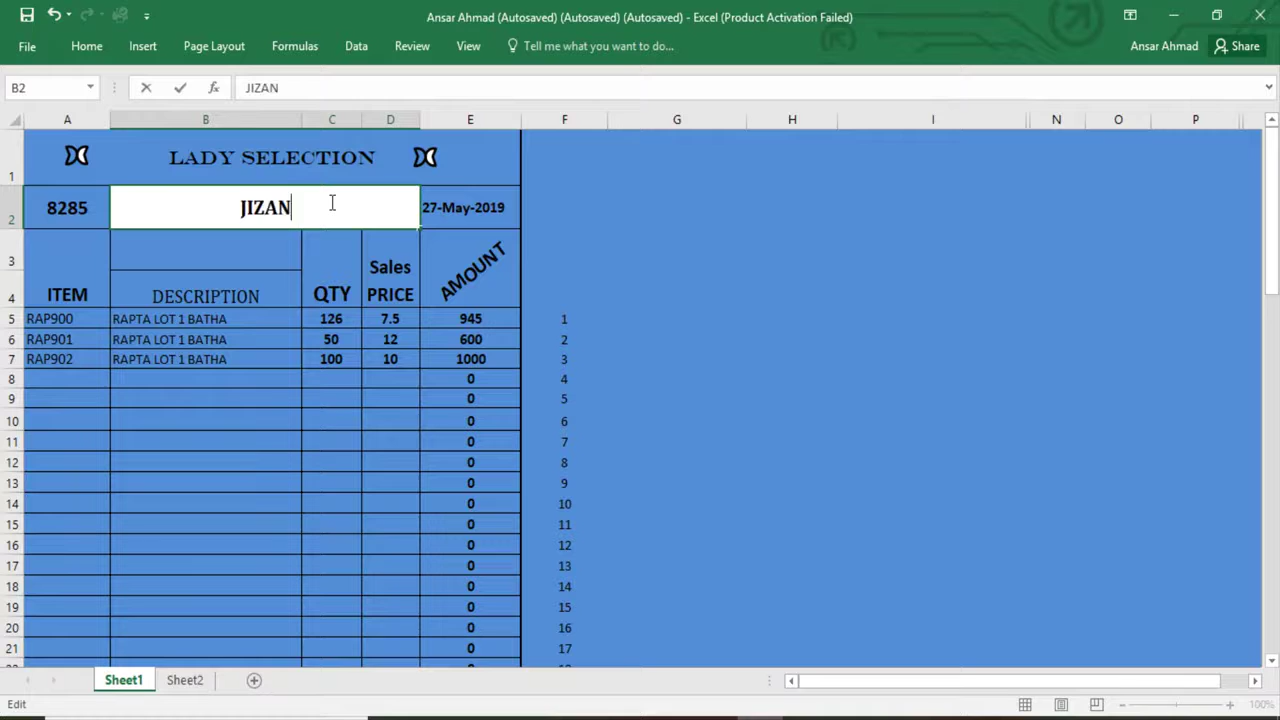 Ansar Ahmad (Autosaved) (Autosaved) (Autosaved) - Excel (Product Activation Failed)
File Home Insert Page Layout Formulas Data Review View Tell me what you want to do... Ansar Ahmad Share
B2 fx JIZAN
A B C D E F G H I N O P
1 LADY SELECTION
2 8285 JIZAN 27-May-2019
3 Sales AMOUNT
4 ITEM DESCRIPTION QTY PRICE
5 RAP900 RAPTA LOT 1 BATHA 126 7.5 945 1
6 RAP901 RAPTA LOT 1 BATHA 50 12 600 2
7 RAP902 RAPTA LOT 1 BATHA 100 10 1000 3
8 0 4
9 0 5
10 0 6
11 0 7
12 0 8
13 0 9
14 0 10
15 0 11
16 0 12
17 0 13
18 0 14
19 0 15
20 0 16
21 0 17
Sheet1 Sheet2
Edit 100%